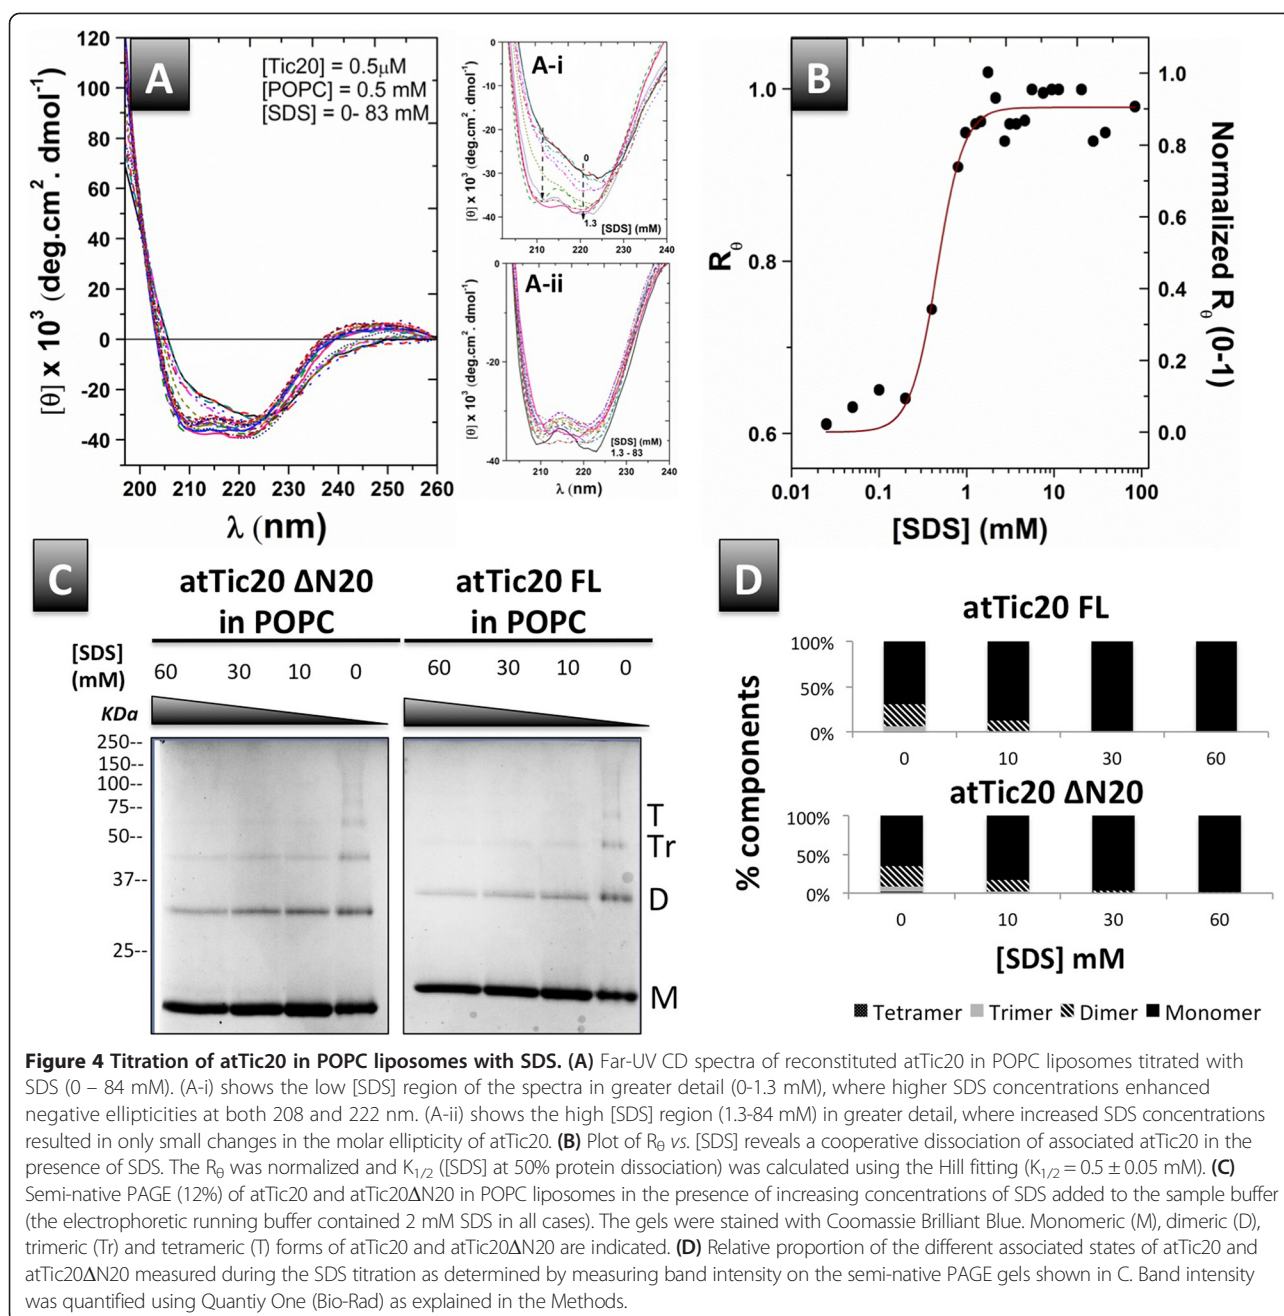 A
[Tic20] = 0.5µM
[POPC] = 0.5 mM
[SDS] = 0- 83 mM
120
100
80
60
40
20
0
-20
-40
[θ] x 10³ (deg.cm². dmol⁻¹)
200 210 220 230 240 250 260
λ (nm)
A-i
0
-10
-20
-30
-40
[θ] x 10³ (deg.cm². dmol⁻¹)
0
1.3
[SDS] (mM)
210 220 230 240
A-ii
0
-20
-40
[θ] x 10³ (deg.cm². dmol⁻¹)
[SDS] (mM)
1.3 - 83
210 220 230 240
λ (nm)
B
1.0
0.8
0.6
Rθ
1.0
0.8
0.6
0.4
0.2
0.0
Normalized Rθ (0-1)
0.01 0.1 1 10 100
[SDS] (mM)
C
atTic20 ΔN20
in POPC
atTic20 FL
in POPC
[SDS]
(mM)
60 30 10 0
60 30 10 0
KDa
250--
150--
100--
75--
50--
37--
25--
T
Tr
D
M
D
atTic20 FL
100%
50%
0%
0 10 30 60
atTic20 ΔN20
100%
50%
0%
0 10 30 60
% components
[SDS] mM
Tetramer Trimer Dimer Monomer
Figure 4 Titration of atTic20 in POPC liposomes with SDS. (A) Far-UV CD spectra of reconstituted atTic20 in POPC liposomes titrated with
SDS (0 – 84 mM). (A-i) shows the low [SDS] region of the spectra in greater detail (0-1.3 mM), where higher SDS concentrations enhanced
negative ellipticities at both 208 and 222 nm. (A-ii) shows the high [SDS] region (1.3-84 mM) in greater detail, where increased SDS concentrations
resulted in only small changes in the molar ellipticity of atTic20. (B) Plot of Rθ vs. [SDS] reveals a cooperative dissociation of associated atTic20 in the
presence of SDS. The Rθ was normalized and K1/2 ([SDS] at 50% protein dissociation) was calculated using the Hill fitting (K1/2 = 0.5 ± 0.05 mM). (C)
Semi-native PAGE (12%) of atTic20 and atTic20ΔN20 in POPC liposomes in the presence of increasing concentrations of SDS added to the sample buffer
(the electrophoretic running buffer contained 2 mM SDS in all cases). The gels were stained with Coomassie Brilliant Blue. Monomeric (M), dimeric (D),
trimeric (Tr) and tetrameric (T) forms of atTic20 and atTic20ΔN20 are indicated. (D) Relative proportion of the different associated states of atTic20 and
atTic20ΔN20 measured during the SDS titration as determined by measuring band intensity on the semi-native PAGE gels shown in C. Band intensity
was quantified using Quantiy One (Bio-Rad) as explained in the Methods.